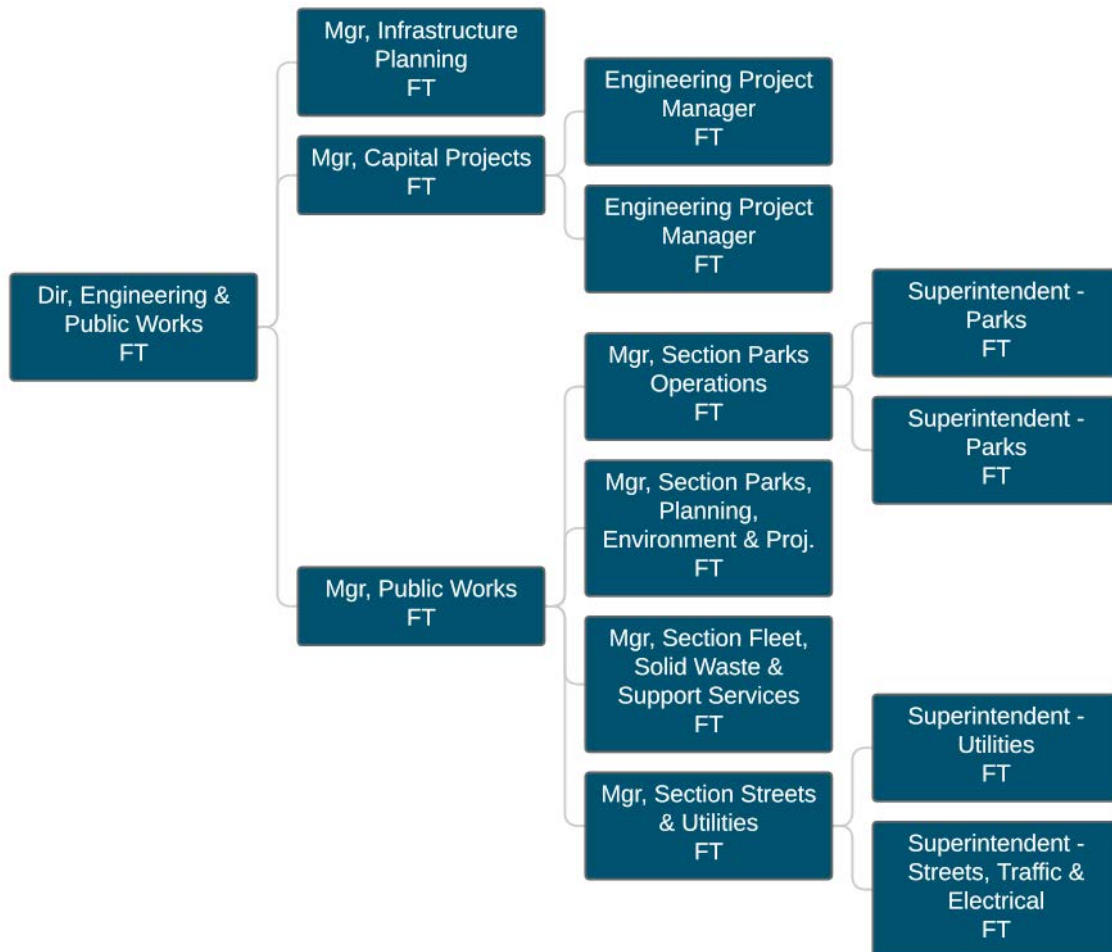 Mgr, Infrastructure
Planning
FT
Engineering Project
Manager
FT
Mgr, Capital Projects
FT
Engineering Project
Manager
FT
Dir, Engineering &
Public Works
FT
Superintendent -
Parks
FT
Mgr, Section Parks
Operations
FT
Superintendent -
Parks
FT
Mgr, Section Parks,
Planning,
Environment & Proj.
FT
Mgr, Public Works
FT
Mgr, Section Fleet,
Solid Waste &
Support Services
FT
Superintendent -
Utilities
FT
Mgr, Section Streets
& Utilities
FT
Superintendent -
Streets, Traffic &
Electrical
FT